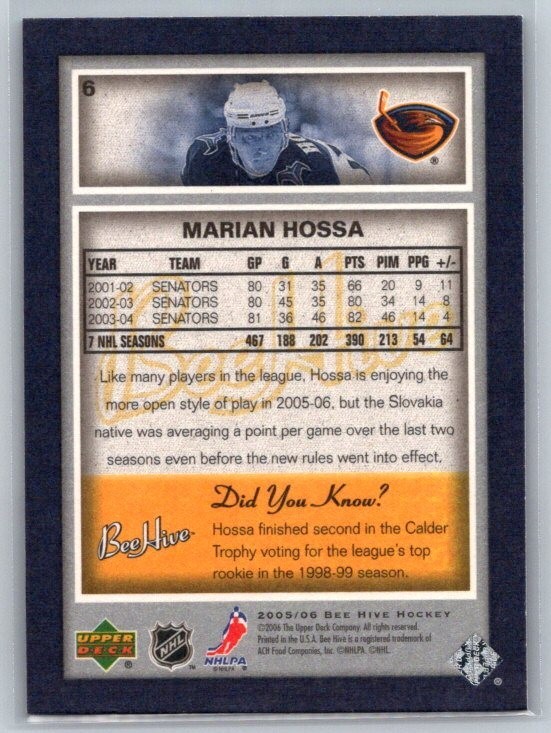 6
®
MARIAN HOSSA
YEAR TEAM GP G A PTS PIM PPG +/-
2001-02 SENATORS 80 31 35 66 20 9 11
2002-03 SENATORS 80 45 35 80 34 14 8
2003-04 SENATORS 81 36 46 82 46 14 4
7 NHL SEASONS 467 188 202 390 213 54 64
Like many players in the league, Hossa is enjoying the
more open style of play in 2005-06, but the Slovakia
native was averaging a point per game over the last two
seasons even before the new rules went into effect.
Did You Know?
BeeHive
Hossa finished second in the Calder
Trophy voting for the league's top
rookie in the 1998-99 season.
2005/06 BEE HIVE HOCKEY
©2006 The Upper Deck Company. All rights reserved.
Printed in the U.S.A. Bee Hive is a registered trademark of
ACH Food Companies, Inc. ©NHLPA. ©NHL.
UPPER DECK ®
NHL ™
NHLPA
©NHLPA ®